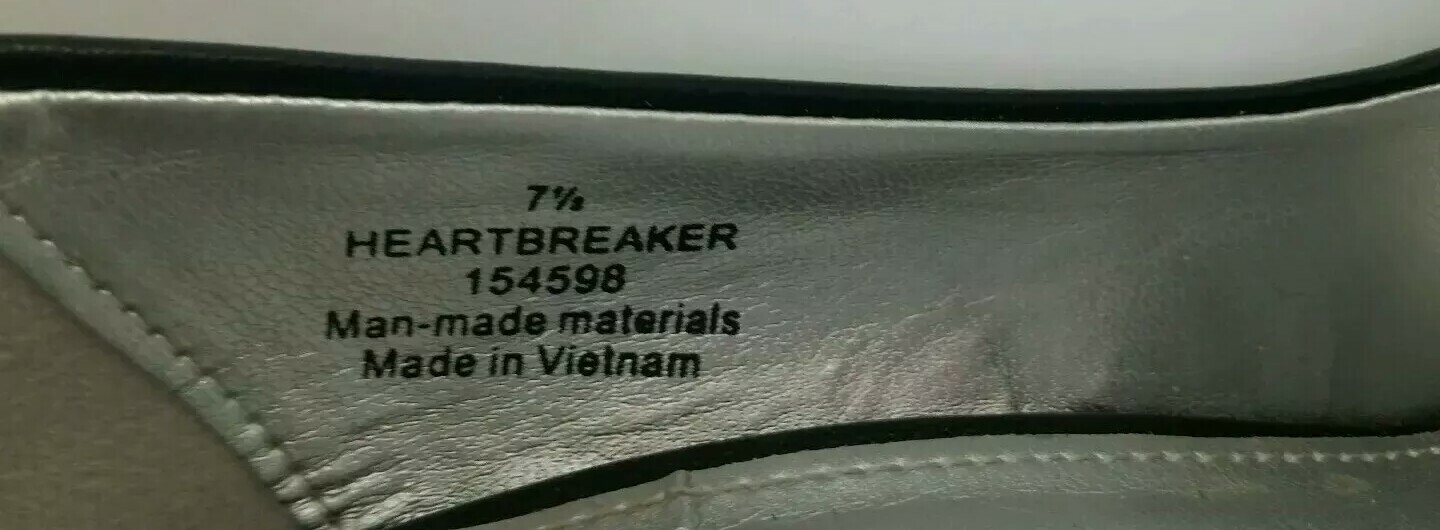 7½
HEARTBREAKER
154598
Man-made materials
Made in Vietnam